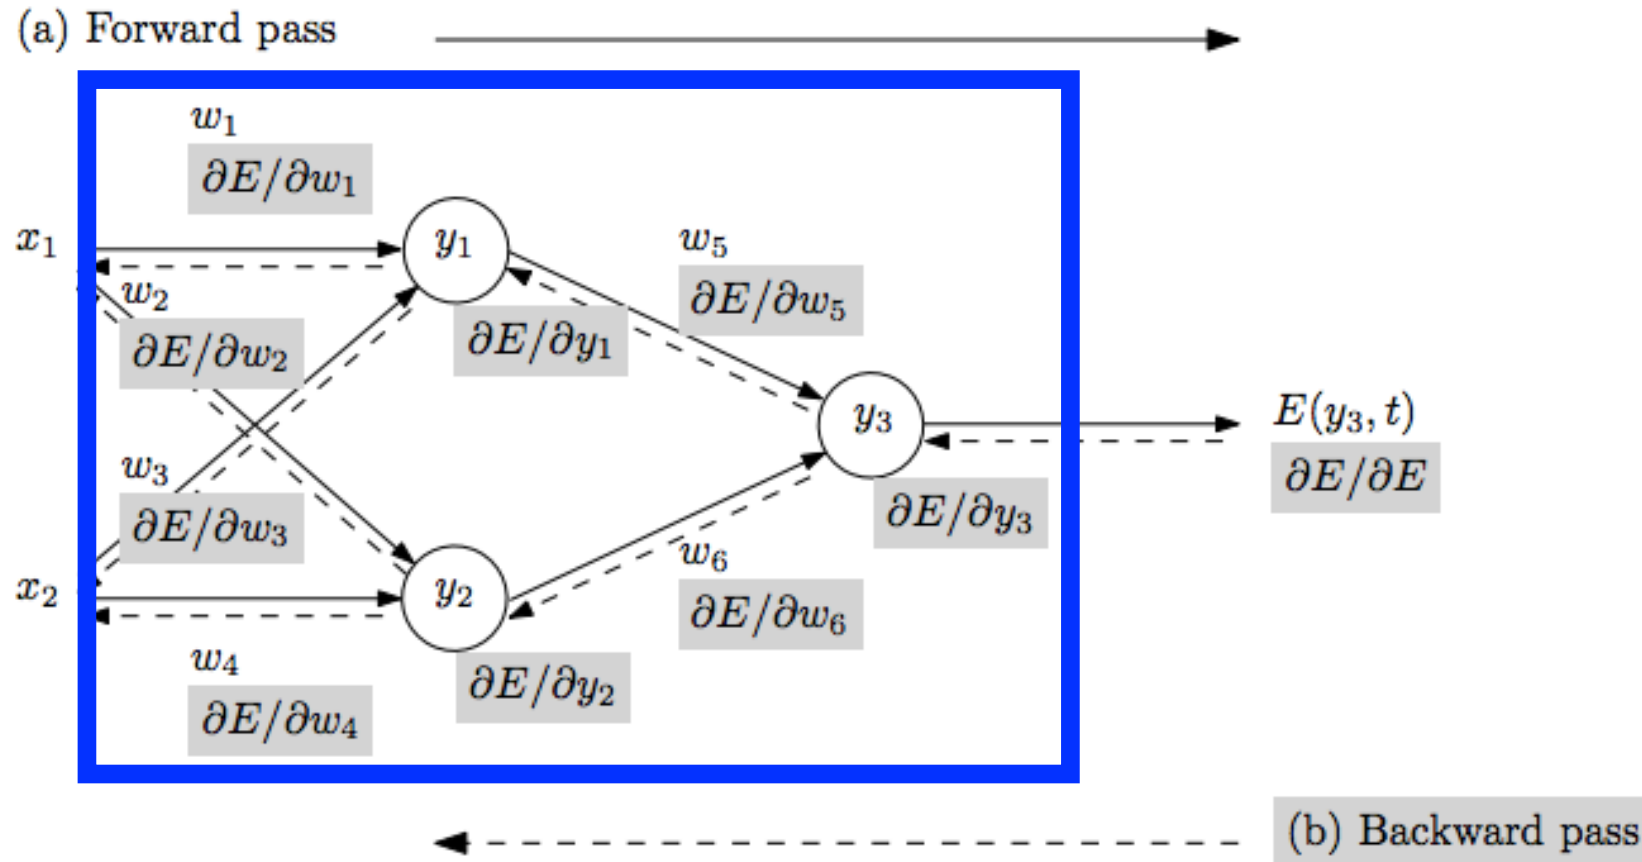 (a) Forward pass
w₁
∂E/∂w₁
x₁
y₁
w₅
∂E/∂w₅
w₂
∂E/∂w₂
∂E/∂y₁
y₃
E(y₃, t)
∂E/∂E
w₃
∂E/∂w₃
∂E/∂y₃
x₂
y₂
w₆
∂E/∂w₆
w₄
∂E/∂w₄
∂E/∂y₂
(b) Backward pass